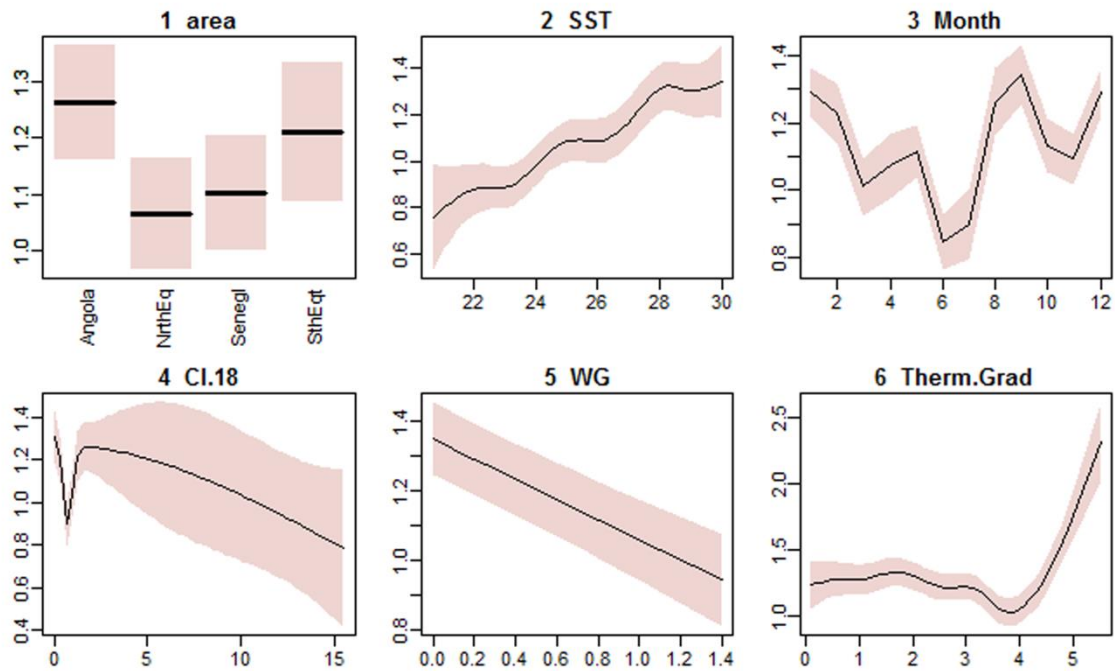 1 area
1.0 1.1 1.2 1.3
Angola NrthEq Senegl SthEqt
2 SST
0.6 0.8 1.0 1.2 1.4
22 24 26 28 30
3 Month
0.8 1.0 1.2 1.4
2 4 6 8 10 12
4 Cl.18
0.4 0.6 0.8 1.0 1.2 1.4
0 5 10 15
5 WG
0.8 1.0 1.2 1.4
0.0 0.2 0.4 0.6 0.8 1.0 1.2 1.4
6 Therm.Grad
1.0 1.5 2.0 2.5
0 1 2 3 4 5